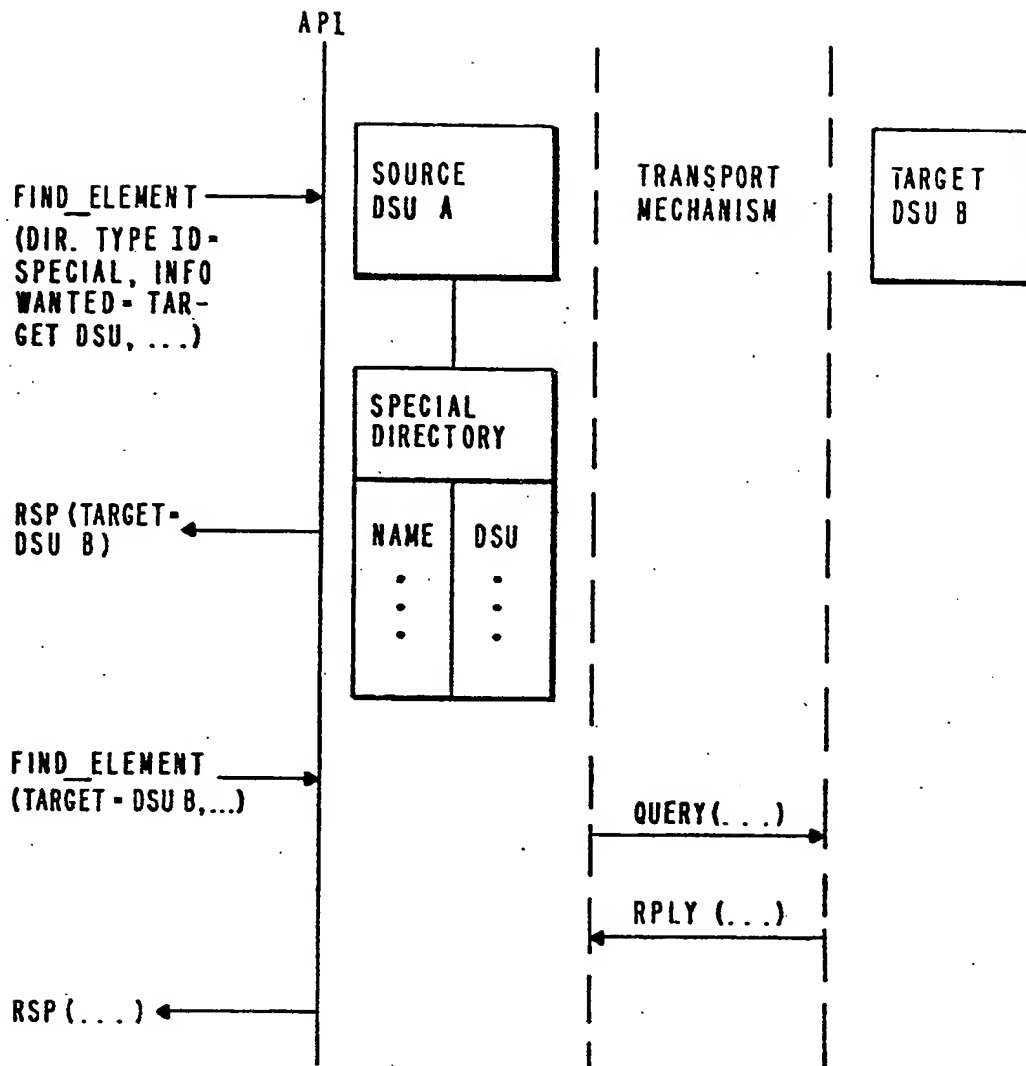 API
SOURCE
DSU A
TRANSPORT
MECHANISM
TARGET
DSU B
FIND_ELEMENT
(DIR. TYPE ID=
SPECIAL, INFO
WANTED= TAR-
GET DSU, ...)
SPECIAL
DIRECTORY
NAME DSU
RSP (TARGET=
DSU B)
FIND_ELEMENT
(TARGET = DSU B,...)
QUERY(...)
RPLY (...)
RSP (...)